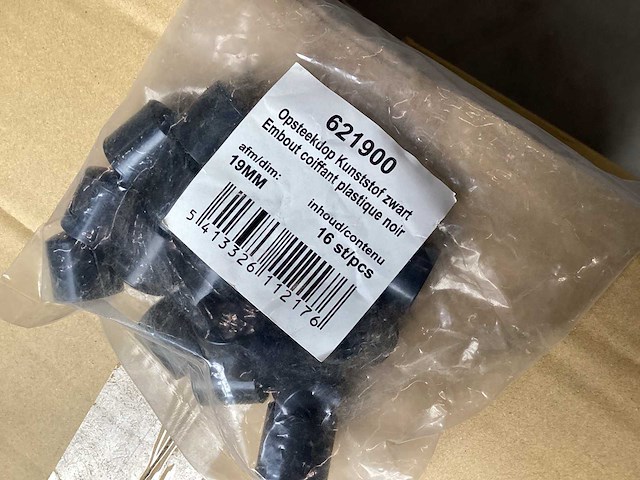 621900
Opsteekdop Kunststof zwart
Embout coiffant plastique noir
afm/dim:
19MM
inhoud/contenu
16 st/pcs
5 413326 112176